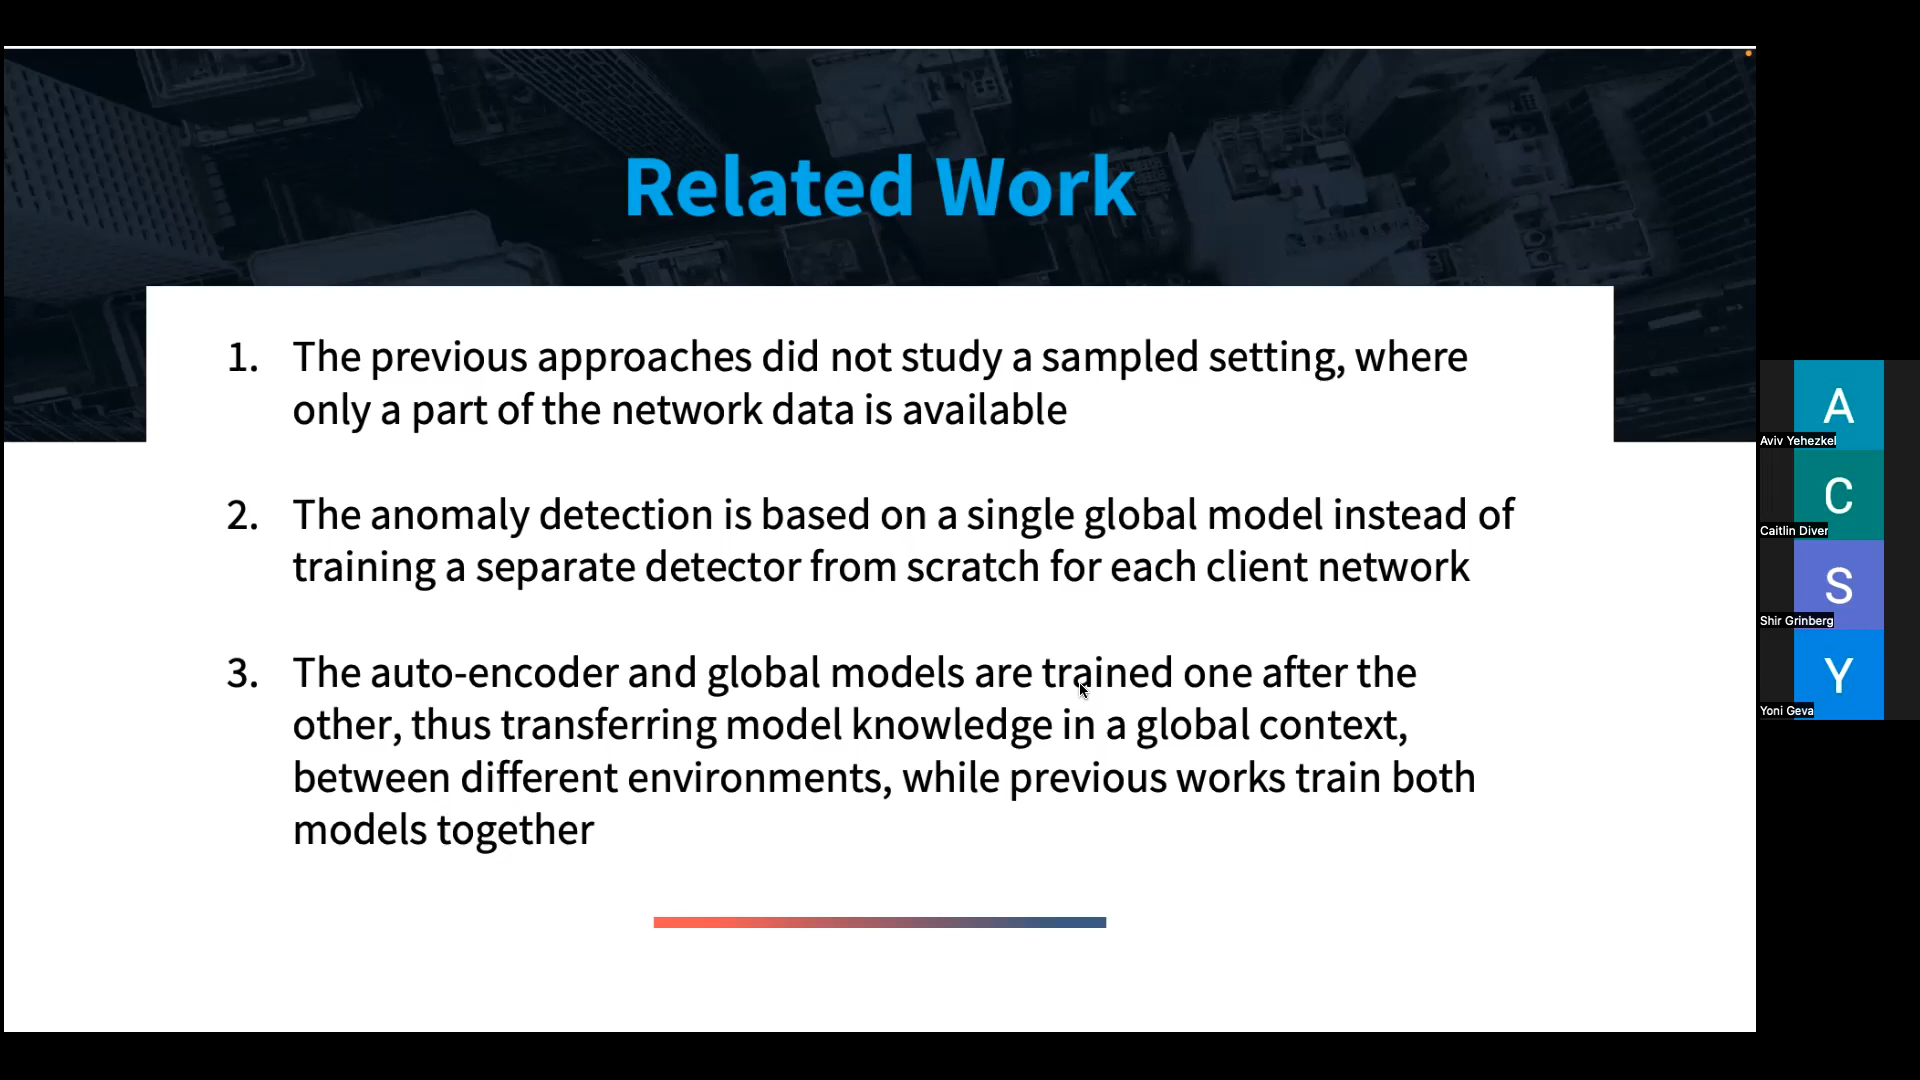 Related Work
1. The previous approaches did not study a sampled setting, where
only a part of the network data is available
2. The anomaly detection is based on a single global model instead of
training a separate detector from scratch for each client network
3. The auto-encoder and global models are trained one after the
other, thus transferring model knowledge in a global context,
between different environments, while previous works train both
models together
A
Aviv Yehezkel
C
Caitlin Diver
S
Shir Grinberg
Y
Yoni Geva